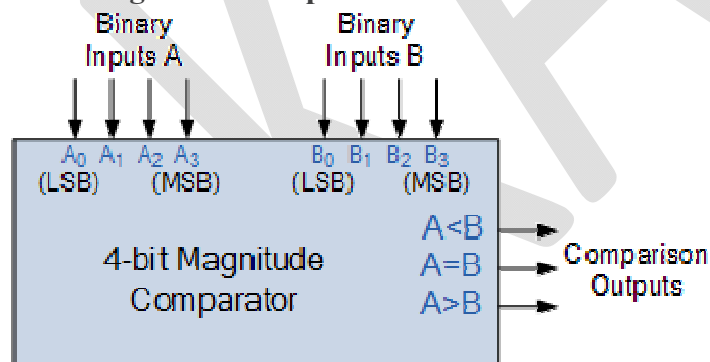 Binary Inputs A
Binary Inputs B
A0 A1 A2 A3
B0 B1 B2 B3
(LSB) (MSB)
(LSB) (MSB)
4-bit Magnitude Comparator
A<B
A=B
A>B
Comparison Outputs